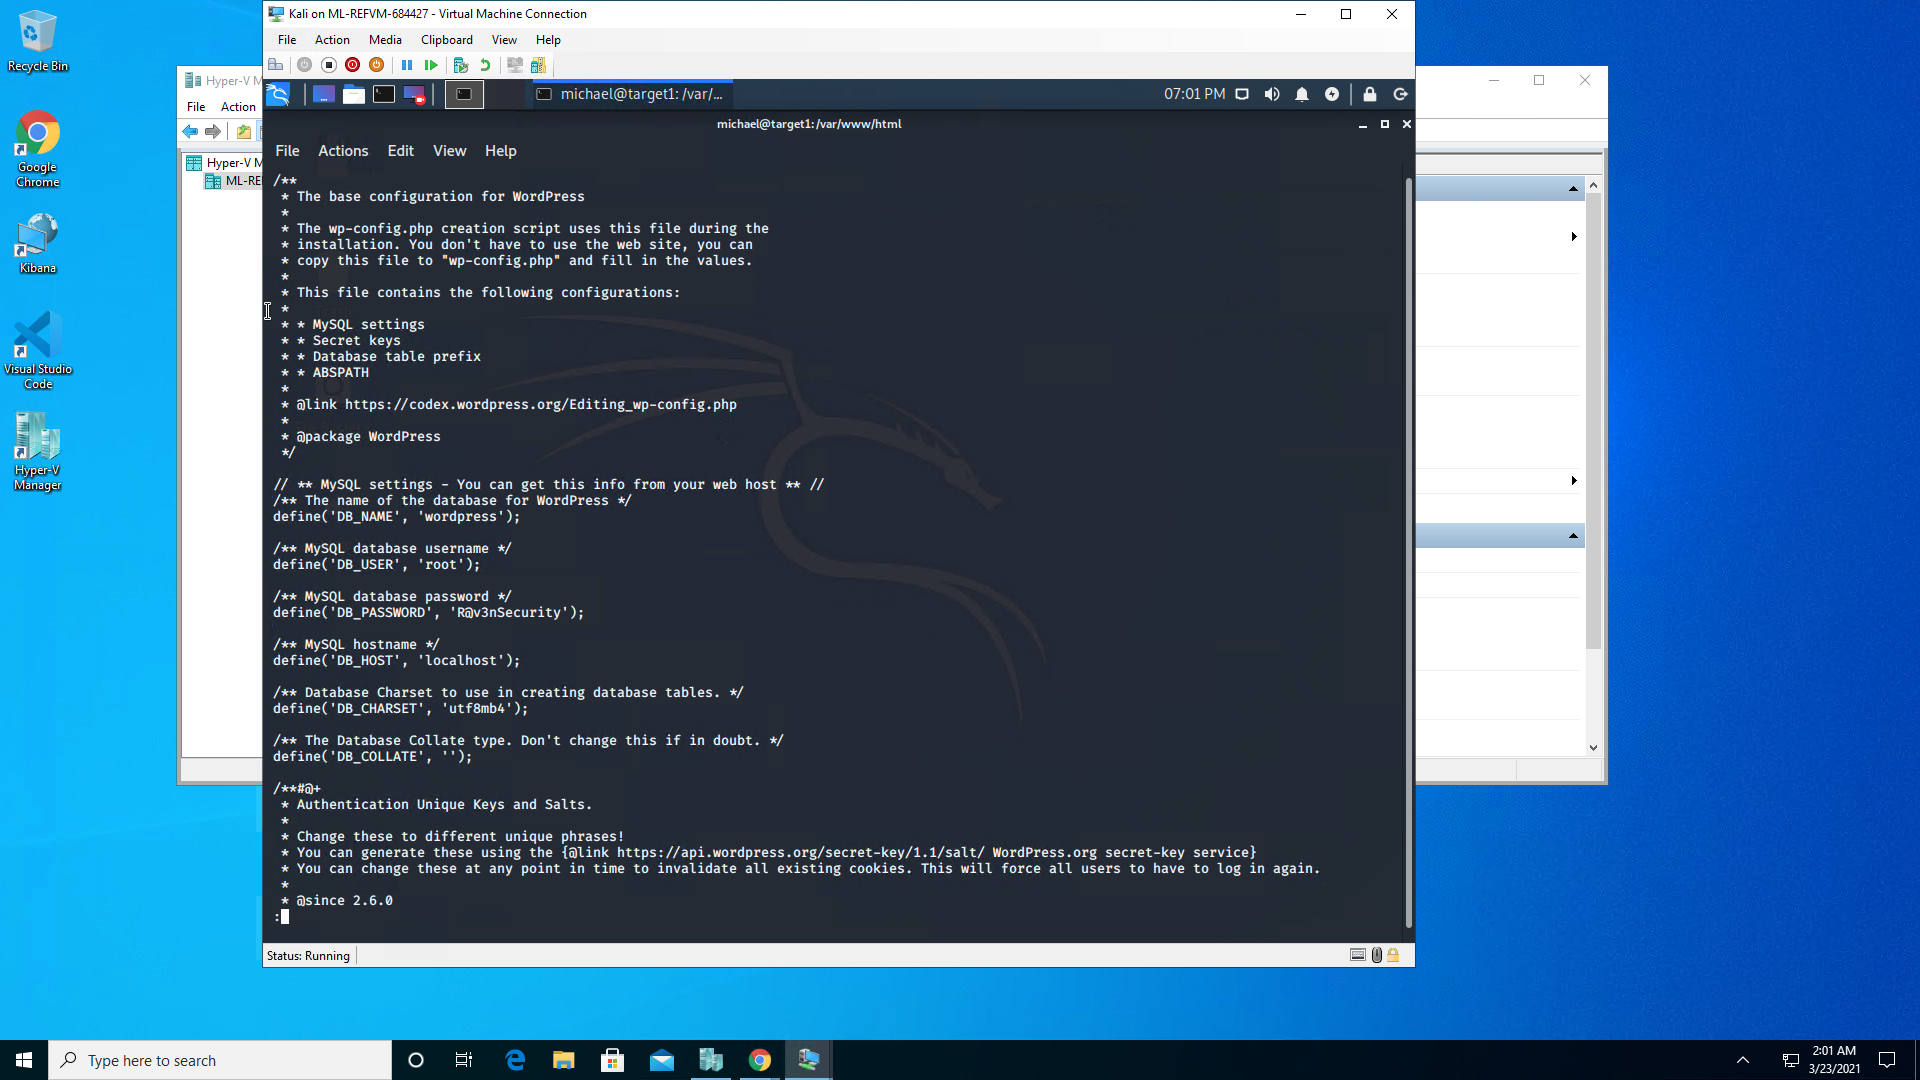 Recycle Bin
Google
Chrome
Kibana
Visual Studio
Code
Hyper-V
Manager
Hyper-V M
File Action
Hyper-V M
ML-RE
Kali on ML-REFVM-684427 - Virtual Machine Connection
File Action Media Clipboard View Help
michael@target1: /var/...
07:01 PM
michael@target1:/var/www/html
File Actions Edit View Help
/**
* The base configuration for WordPress
*
* The wp-config.php creation script uses this file during the
* installation. You don't have to use the web site, you can
* copy this file to "wp-config.php" and fill in the values.
*
* This file contains the following configurations:
*
* * MySQL settings
* * Secret keys
* * Database table prefix
* * ABSPATH
*
* @link https://codex.wordpress.org/Editing_wp-config.php
*
* @package WordPress
*/
// ** MySQL settings - You can get this info from your web host ** //
/** The name of the database for WordPress */
define('DB_NAME', 'wordpress');
/** MySQL database username */
define('DB_USER', 'root');
/** MySQL database password */
define('DB_PASSWORD', 'R@v3nSecurity');
/** MySQL hostname */
define('DB_HOST', 'localhost');
/** Database Charset to use in creating database tables. */
define('DB_CHARSET', 'utf8mb4');
/** The Database Collate type. Don't change this if in doubt. */
define('DB_COLLATE', '');
/**#@+
* Authentication Unique Keys and Salts.
*
* Change these to different unique phrases!
* You can generate these using the {@link https://api.wordpress.org/secret-key/1.1/salt/ WordPress.org secret-key service}
* You can change these at any point in time to invalidate all existing cookies. This will force all users to have to log in again.
*
* @since 2.6.0
:
Status: Running
Type here to search
2:01 AM
3/23/2021